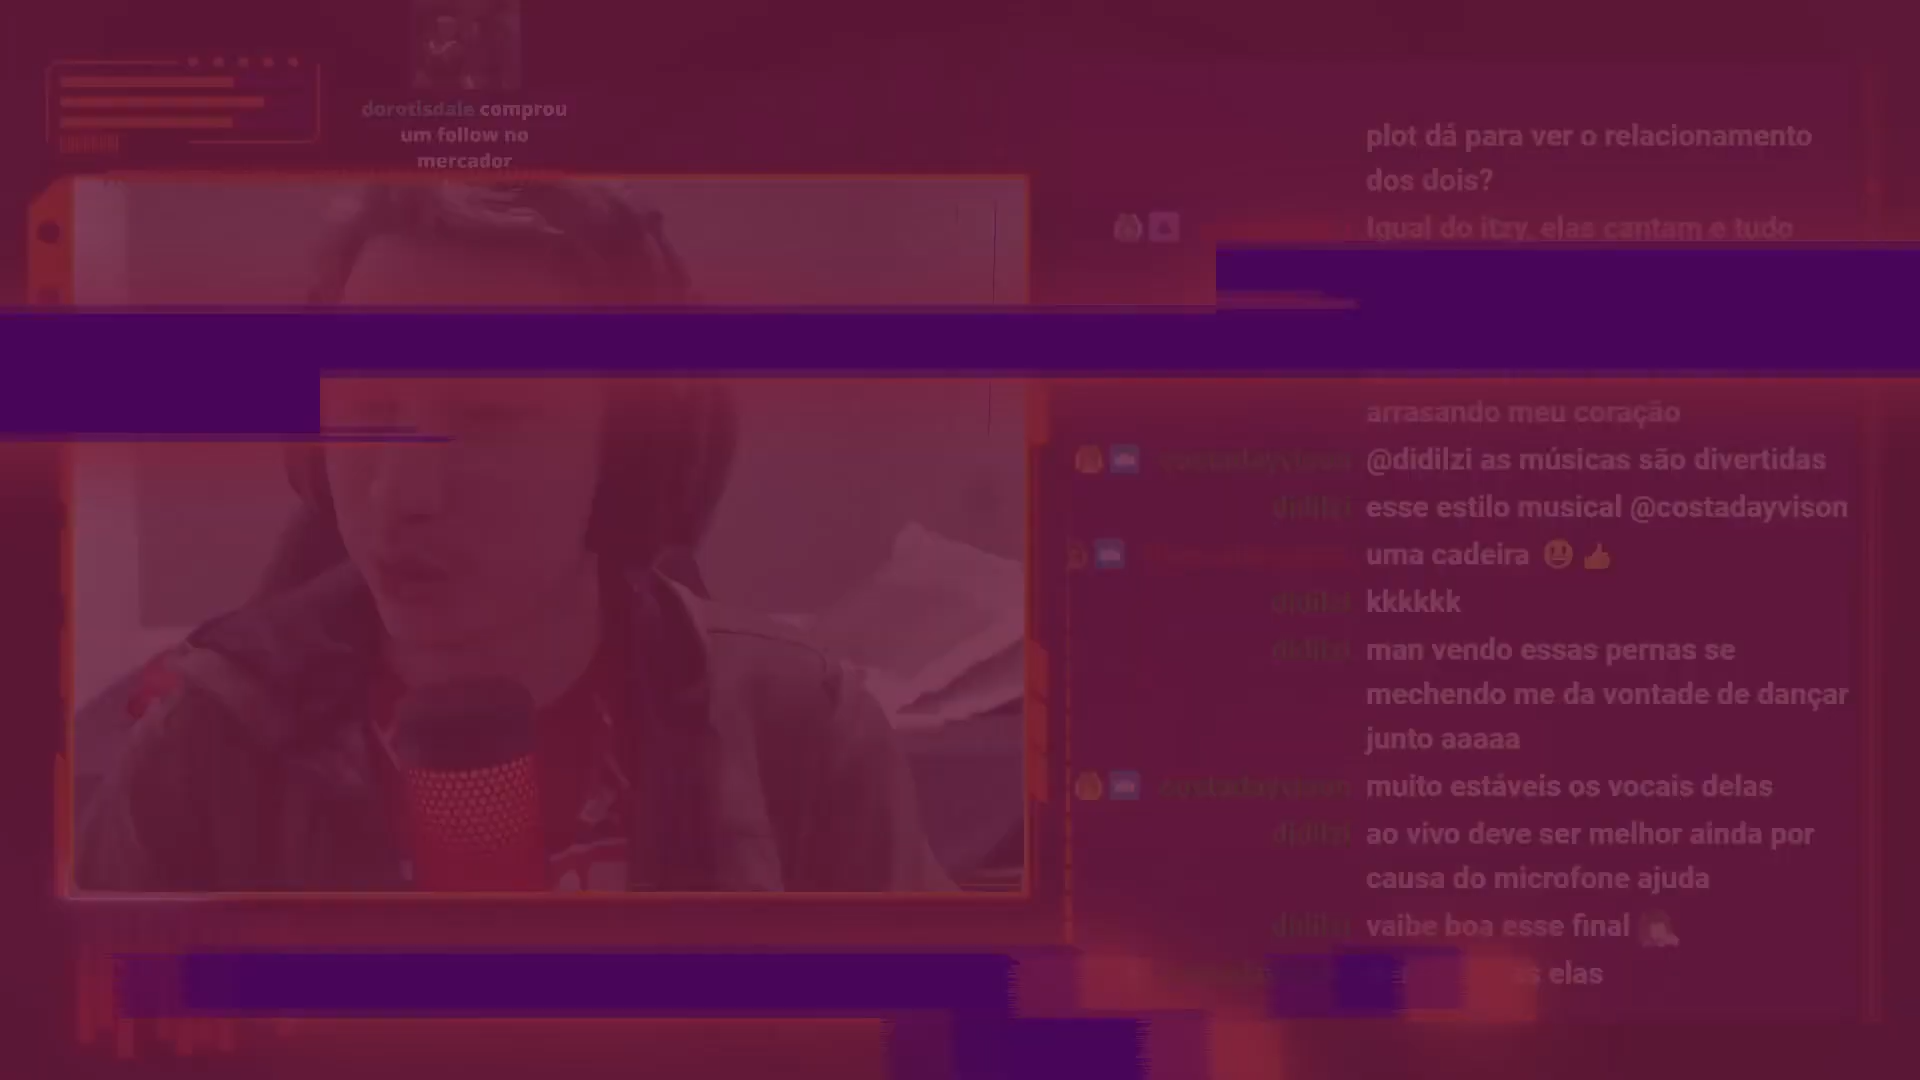 dorotisdale comprou
um follow no
mercador
plot dá para ver o relacionamento
dos dois?
Igual do itzy, elas cantam e tudo
arrasando meu coração
costadayvison @didilzi as músicas são divertidas
didilzi esse estilo musical @costadayvison
uma cadeira
didilzi kkkkkk
didilzi man vendo essas pernas se
mechendo me da vontade de dançar
junto aaaaa
costadayvison muito estáveis os vocais delas
didilzi ao vivo deve ser melhor ainda por
causa do microfone ajuda
didilzi vaibe boa esse final
elas